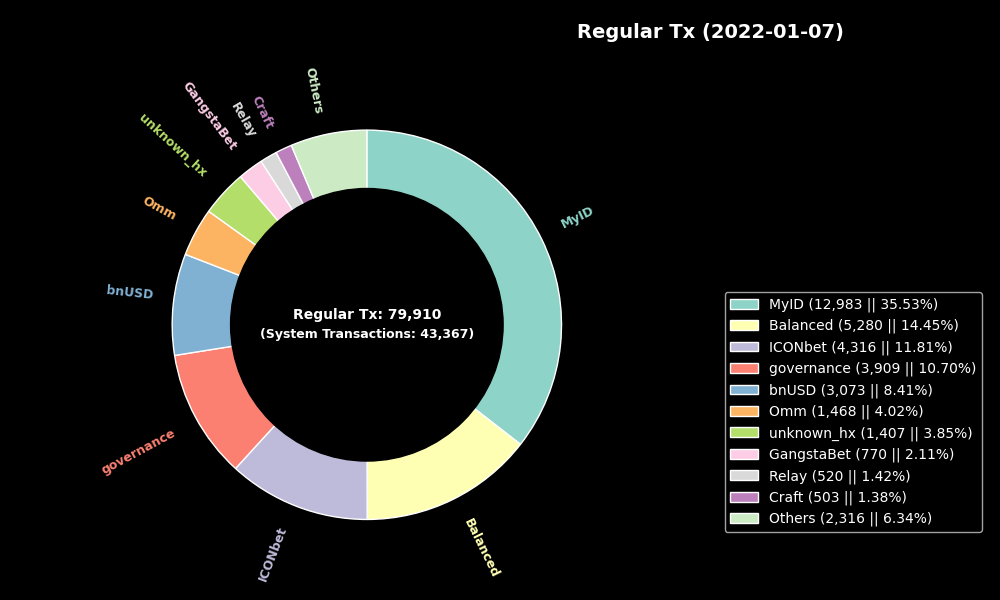 Regular Tx (2022-01-07)
Others
Craft
Relay
GangstaBet
unknown_hx
Omm
bnUSD
governance
ICONbet
Balanced
MyID
Regular Tx: 79,910
(System Transactions: 43,367)
MyID (12,983 || 35.53%)
Balanced (5,280 || 14.45%)
ICONbet (4,316 || 11.81%)
governance (3,909 || 10.70%)
bnUSD (3,073 || 8.41%)
Omm (1,468 || 4.02%)
unknown_hx (1,407 || 3.85%)
GangstaBet (770 || 2.11%)
Relay (520 || 1.42%)
Craft (503 || 1.38%)
Others (2,316 || 6.34%)